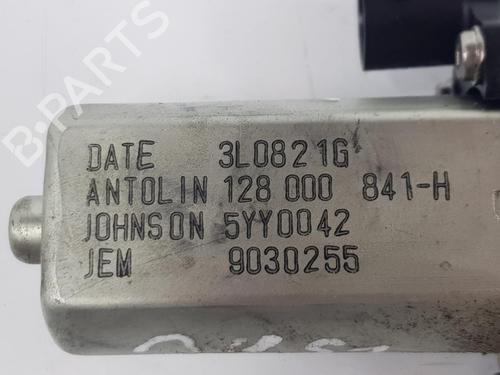 B-PARTS
DATE 3L0821G
ANTOLIN 128 000 841-H
JOHNSON 5YY0042
JEM 9030255